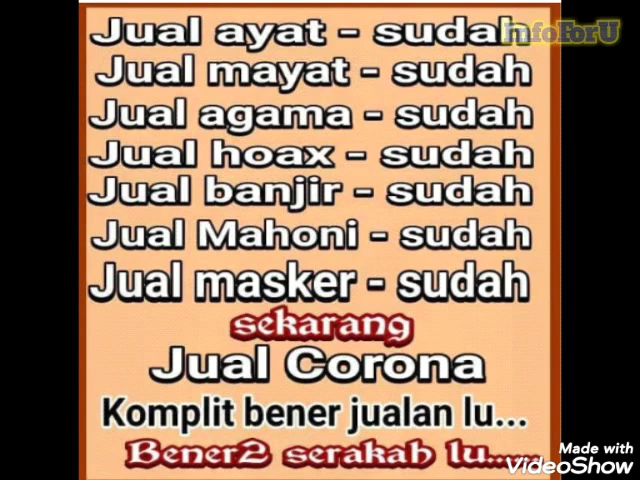 Jual ayat - sudah
InfoForU
Jual mayat - sudah
Jual agama - sudah
Jual hoax - sudah
Jual banjir - sudah
Jual Mahoni - sudah
Jual masker - sudah
sekarang
Jual Corona
Komplit bener jualan lu...
Bener2 serakah lu......
Made with
VideoShow